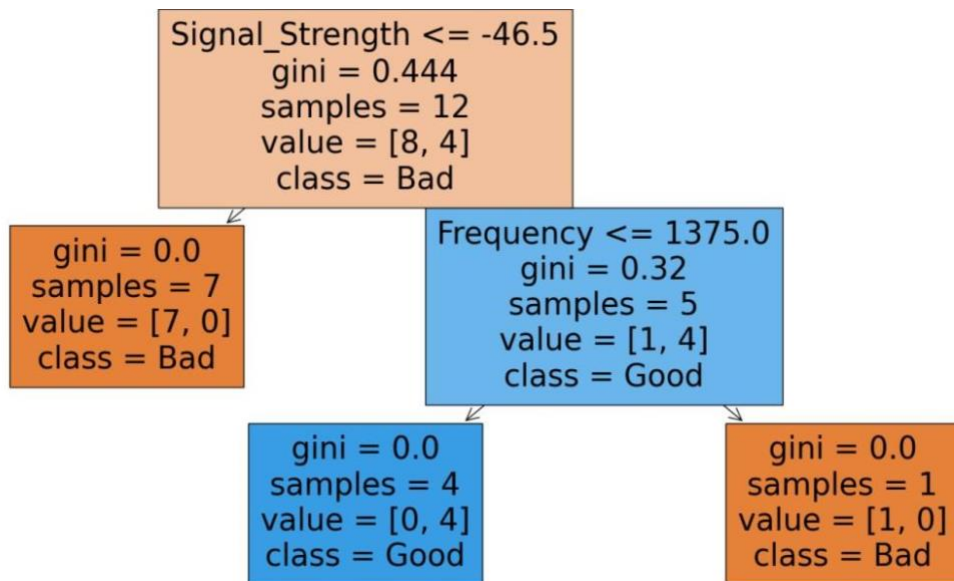 Signal_Strength <= -46.5
gini = 0.444
samples = 12
value = [8, 4]
class = Bad
gini = 0.0
samples = 7
value = [7, 0]
class = Bad
Frequency <= 1375.0
gini = 0.32
samples = 5
value = [1, 4]
class = Good
gini = 0.0
samples = 4
value = [0, 4]
class = Good
gini = 0.0
samples = 1
value = [1, 0]
class = Bad